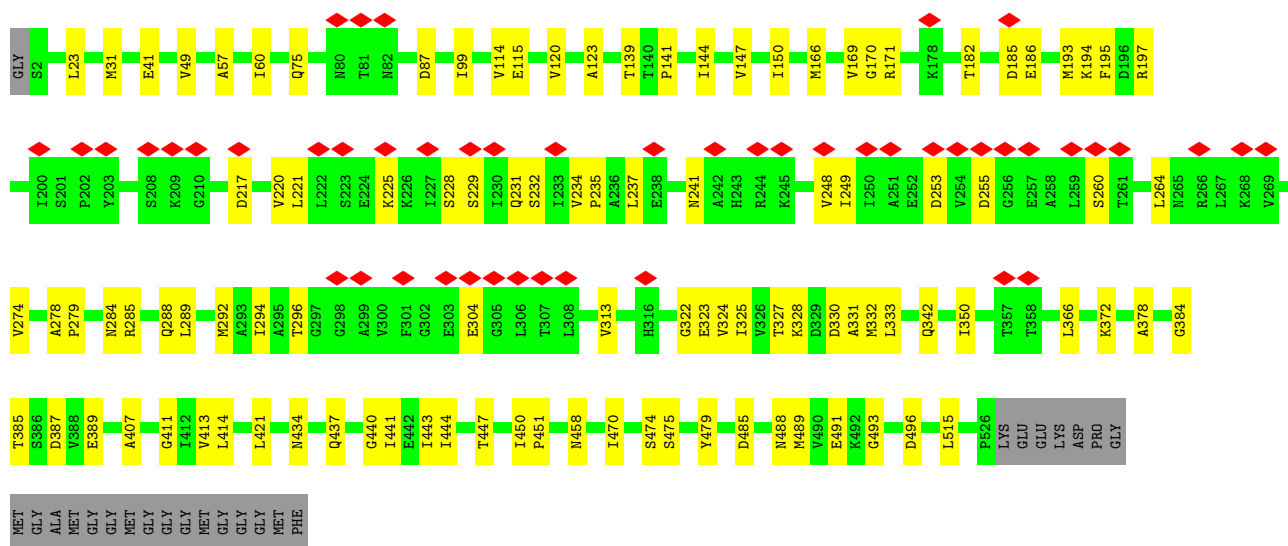 GLY S2 L23 M31 E41 V49 A57 I60 Q75 N80 T81 N82 D87 I99 V114 E115 V120 A123 T139 T140 P141 I144 V147 I150 M166 V169 G170 R171 K178 T182 D185 E186 M193 K194 F195 D196 R197
I200 S201 P202 Y203 S208 K209 G210 D217 V220 L221 L222 S223 E224 K225 K226 I227 S228 S229 I230 Q231 S232 I233 V234 P235 A236 L237 E238 N241 A242 H243 R244 K245 V248 I249 I250 A251 E252 D253 V254 D255 G256 E257 A258 L259 S260 T261 L264 N265 R266 L267 K268 V269
V274 A278 P279 N284 R285 Q288 L289 M292 A293 I294 A295 T296 G297 G298 A299 V300 F301 G302 E303 E304 G305 L306 T307 L308 V313 H316 G322 E323 V324 I325 V326 T327 K328 D329 D330 A331 M332 L333 Q342 I350 T357 T358 L366 K372 A378 G384
T385 S386 D387 V388 E389 A407 G411 I412 V413 L414 L421 N434 Q437 G440 I441 E442 I443 I444 T447 I450 P451 N458 I470 S474 S475 Y479 D485 N488 M489 V490 E491 K492 G493 D496 L515 P526 LYS GLU GLU LYS ASP PRO GLY
MET GLY ALA MET GLY GLY MET GLY GLY GLY MET GLY GLY GLY MET PHE